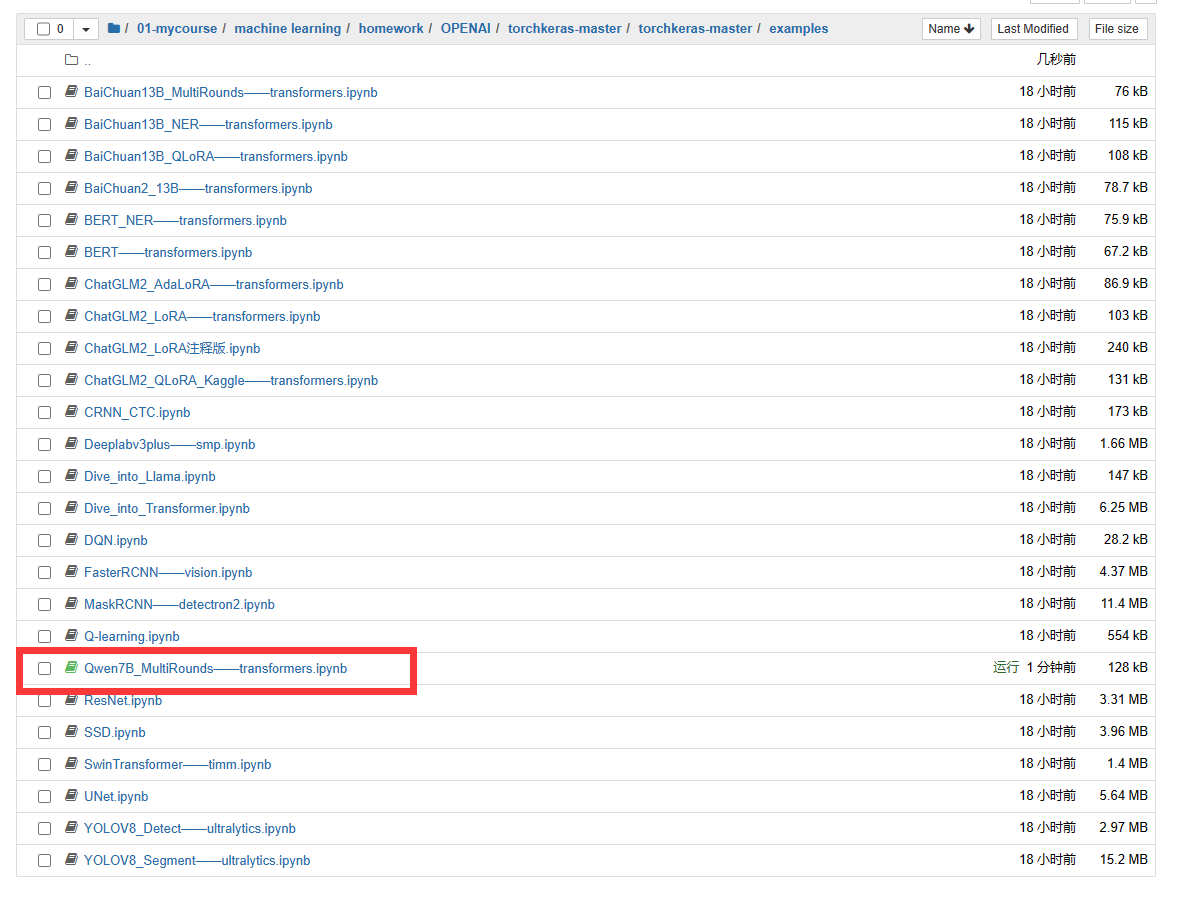 0 / 01-mycourse / machine learning / homework / OPENAI / torchkeras-master / torchkeras-master / examples Name Last Modified File size
.. 几秒前
BaiChuan13B_MultiRounds——transformers.ipynb 18 小时前 76 kB
BaiChuan13B_NER——transformers.ipynb 18 小时前 115 kB
BaiChuan13B_QLoRA——transformers.ipynb 18 小时前 108 kB
BaiChuan2_13B——transformers.ipynb 18 小时前 78.7 kB
BERT_NER——transformers.ipynb 18 小时前 75.9 kB
BERT——transformers.ipynb 18 小时前 67.2 kB
ChatGLM2_AdaLoRA——transformers.ipynb 18 小时前 86.9 kB
ChatGLM2_LoRA——transformers.ipynb 18 小时前 103 kB
ChatGLM2_LoRA注释版.ipynb 18 小时前 240 kB
ChatGLM2_QLoRA_Kaggle——transformers.ipynb 18 小时前 131 kB
CRNN_CTC.ipynb 18 小时前 173 kB
Deeplabv3plus——smp.ipynb 18 小时前 1.66 MB
Dive_into_Llama.ipynb 18 小时前 147 kB
Dive_into_Transformer.ipynb 18 小时前 6.25 MB
DQN.ipynb 18 小时前 28.2 kB
FasterRCNN——vision.ipynb 18 小时前 4.37 MB
MaskRCNN——detectron2.ipynb 18 小时前 11.4 MB
Q-learning.ipynb 18 小时前 554 kB
Qwen7B_MultiRounds——transformers.ipynb 运行 1 分钟前 128 kB
ResNet.ipynb 18 小时前 3.31 MB
SSD.ipynb 18 小时前 3.96 MB
SwinTransformer——timm.ipynb 18 小时前 1.4 MB
UNet.ipynb 18 小时前 5.64 MB
YOLOV8_Detect——ultralytics.ipynb 18 小时前 2.97 MB
YOLOV8_Segment——ultralytics.ipynb 18 小时前 15.2 MB